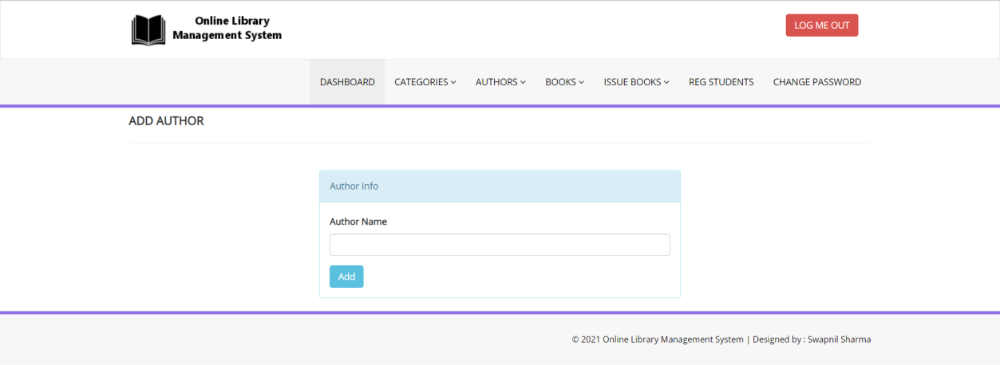 Online Library
Management System
LOG ME OUT
DASHBOARD CATEGORIES AUTHORS BOOKS ISSUE BOOKS REG STUDENTS CHANGE PASSWORD
ADD AUTHOR
Author Info
Author Name
Add
© 2021 Online Library Management System | Designed by : Swapnil Sharma